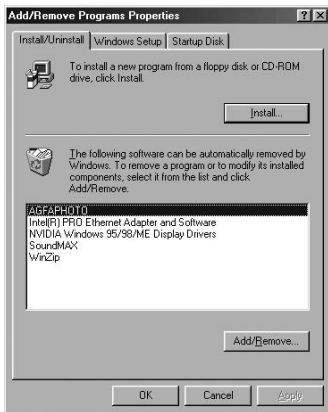 Add/Remove Programs Properties
Install/Uninstall Windows Setup Startup Disk
To install a new program from a floppy disk or CD-ROM
drive, click Install.
Install...
The following software can be automatically removed by
Windows. To remove a program or to modify its installed
components, select it from the list and click
Add/Remove.
AGFAPHOTO
Intel(R) PRO Ethernet Adapter and Software
NVIDIA Windows 95/98/ME Display Drivers
SoundMAX
WinZip
Add/Remove...
OK Cancel Apply